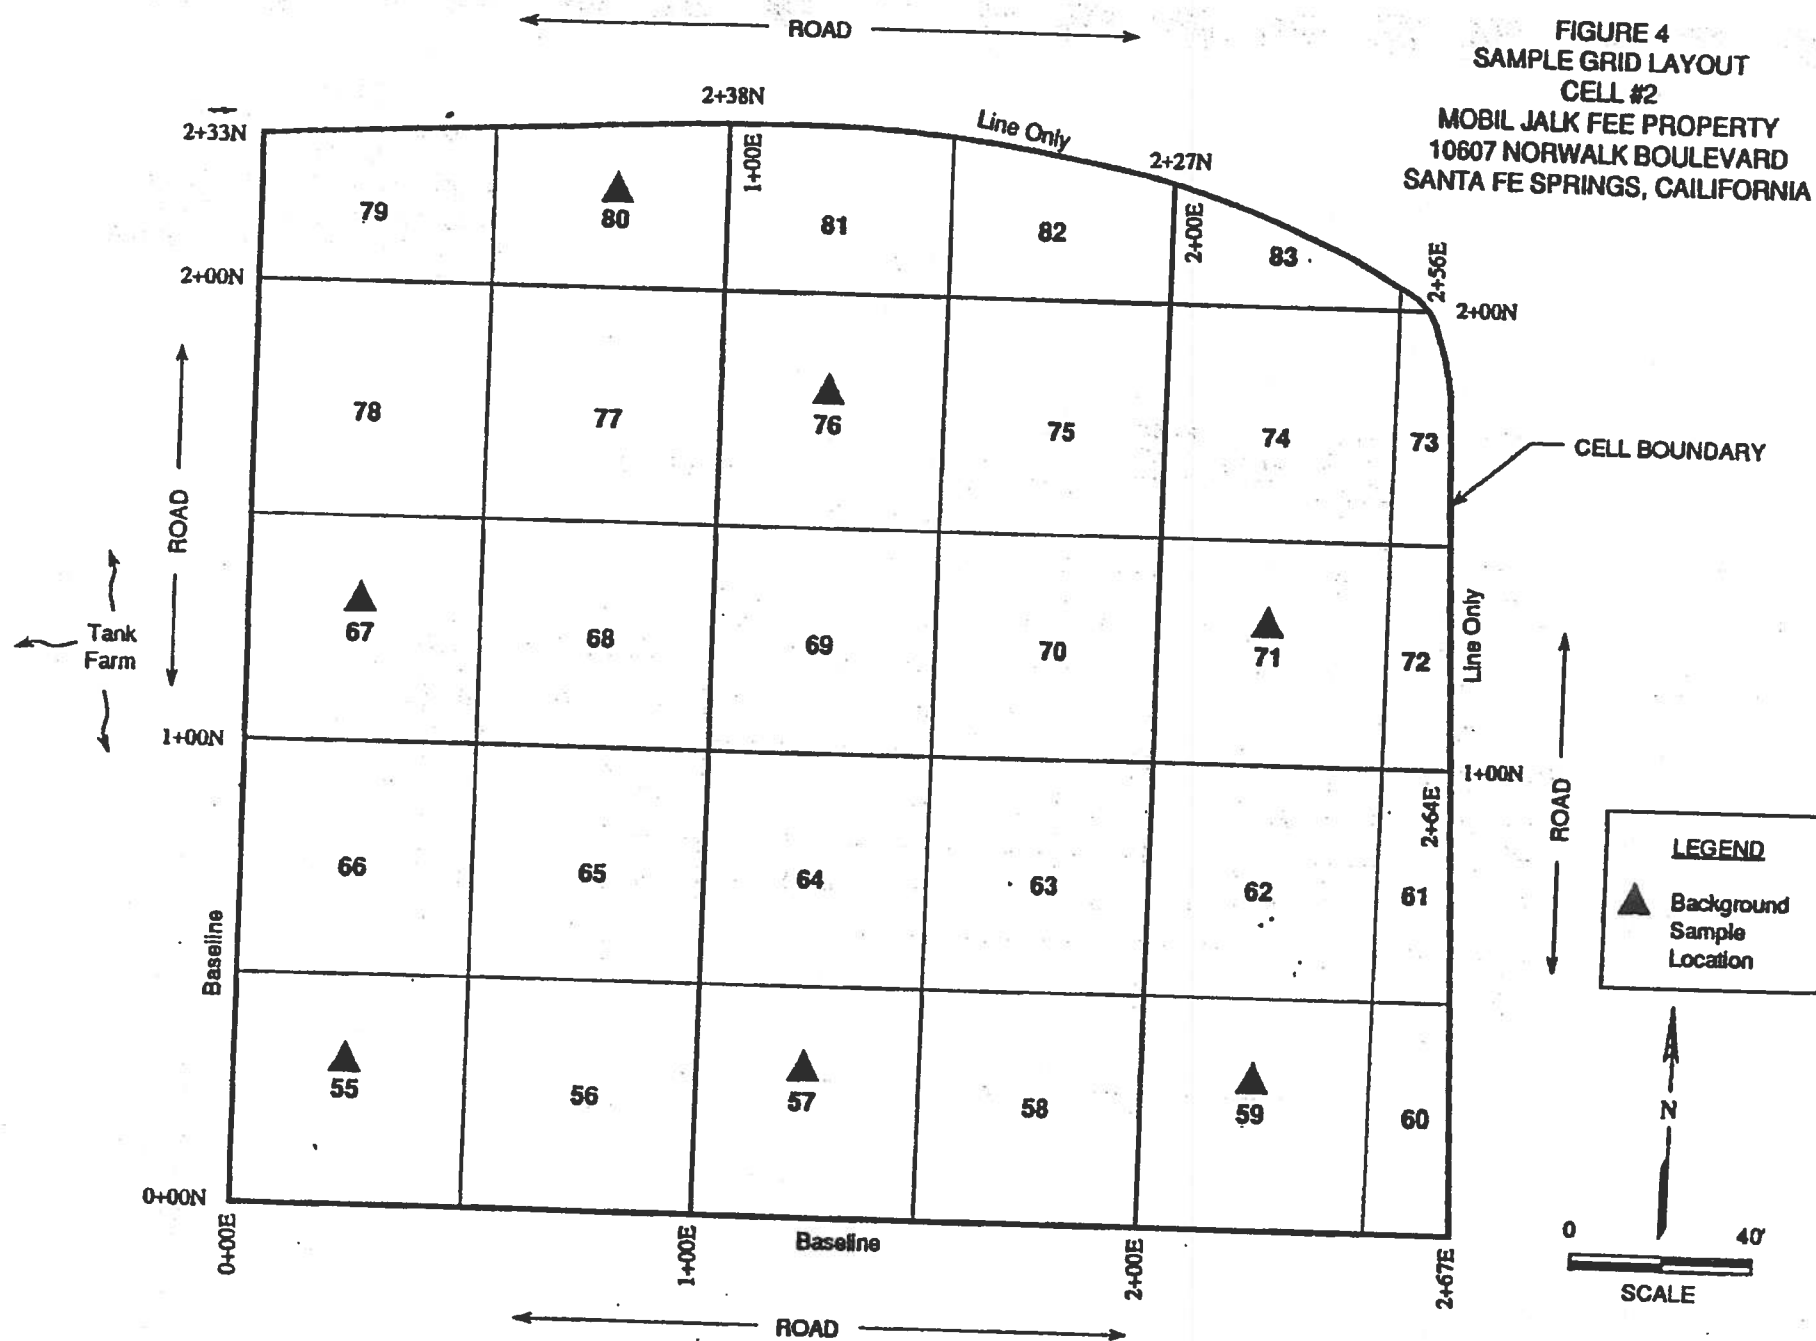 ROAD
FIGURE 4
SAMPLE GRID LAYOUT
CELL #2
MOBIL JALK FEE PROPERTY
10607 NORWALK BOULEVARD
SANTA FE SPRINGS, CAILIFORNIA
2+38N
2+33N
Line Only
2+27N
1+00E
2+00E
2+56E
79
80
81
82
83
2+00N
2+00N
78
77
76
75
74
73
CELL BOUNDARY
ROAD
Tank
Farm
67
68
69
70
71
72
Line Only
1+00N
1+00N
2+64E
ROAD
66
65
64
63
62
61
LEGEND
Background
Sample
Location
Baseline
55
56
57
58
59
60
N
0+00N
0+00E
1+00E
Baseline
2+00E
2+67E
0
40'
SCALE
ROAD